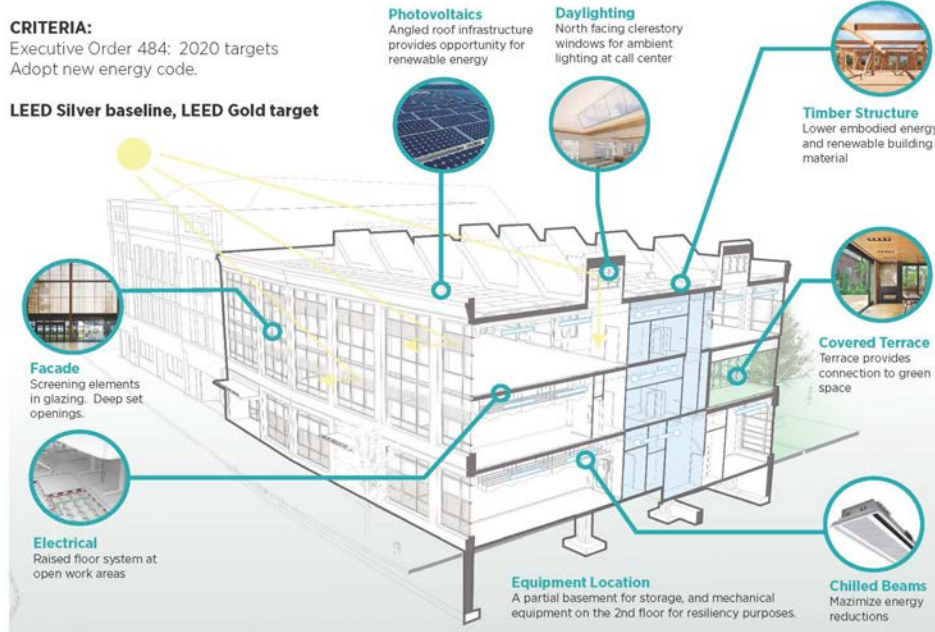 CRITERIA:
Executive Order 484: 2020 targets
Adopt new energy code.
LEED Silver baseline, LEED Gold target
Photovoltaics
Angled roof infrastructure
provides opportunity for
renewable energy
Daylighting
North facing clerestory
windows for ambient
lighting at call center
Timber Structure
Lower embodied energy
and renewable building
material
Facade
Screening elements
in glazing. Deep set
openings.
Covered Terrace
Terrace provides
connection to green
space
Electrical
Raised floor system at
open work areas
Equipment Location
A partial basement for storage, and mechanical
equipment on the 2nd floor for resiliency purposes.
Chilled Beams
Mazimize energy
reductions